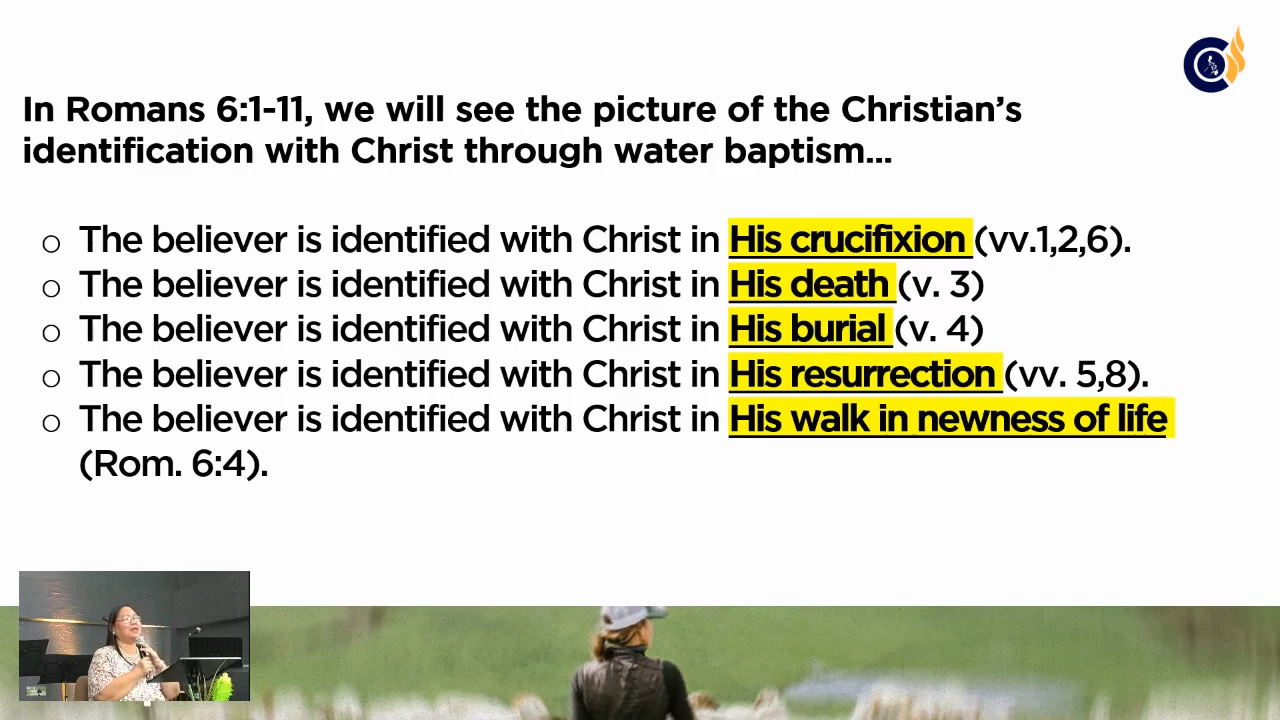 In Romans 6:1-11, we will see the picture of the Christian’s
identification with Christ through water baptism...
o The believer is identified with Christ in His crucifixion (vv.1,2,6).
o The believer is identified with Christ in His death (v. 3)
o The believer is identified with Christ in His burial (v. 4)
o The believer is identified with Christ in His resurrection (vv. 5,8).
o The believer is identified with Christ in His walk in newness of life
(Rom. 6:4).